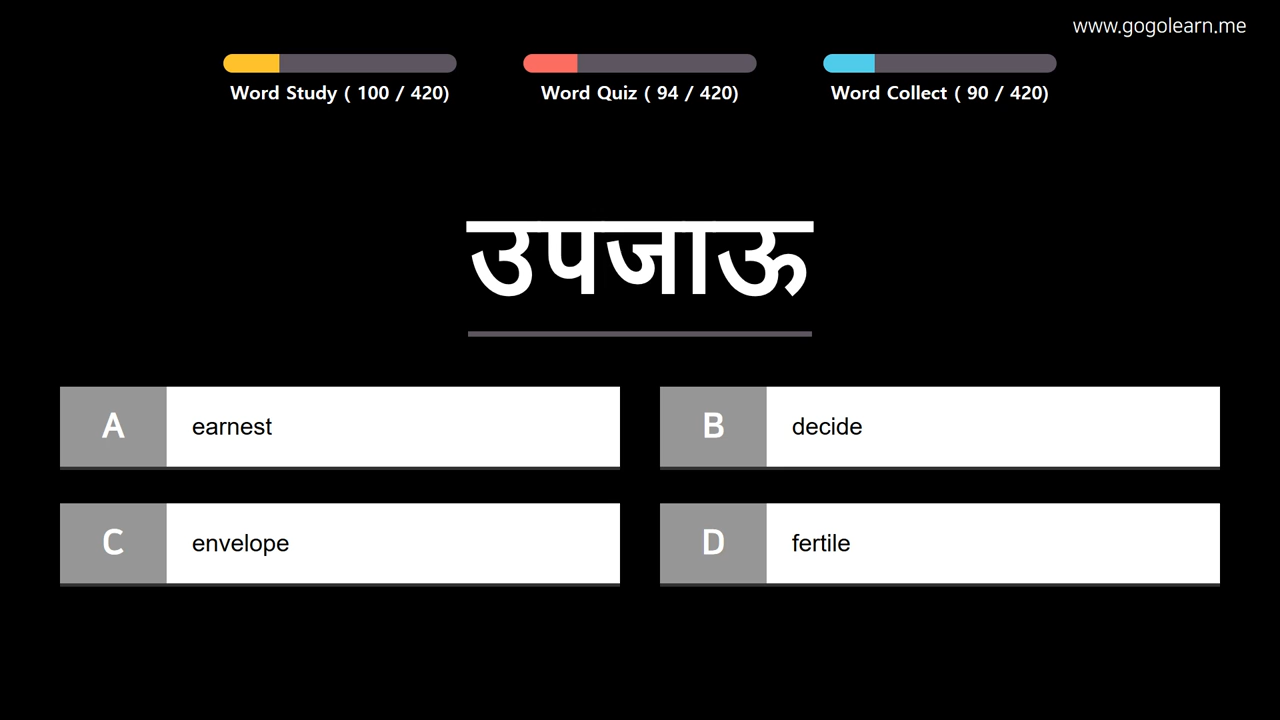 www.gogolearn.me
Word Study ( 100 / 420)
Word Quiz ( 94 / 420)
Word Collect ( 90 / 420)
उपजाऊ
A earnest
B decide
C envelope
D fertile